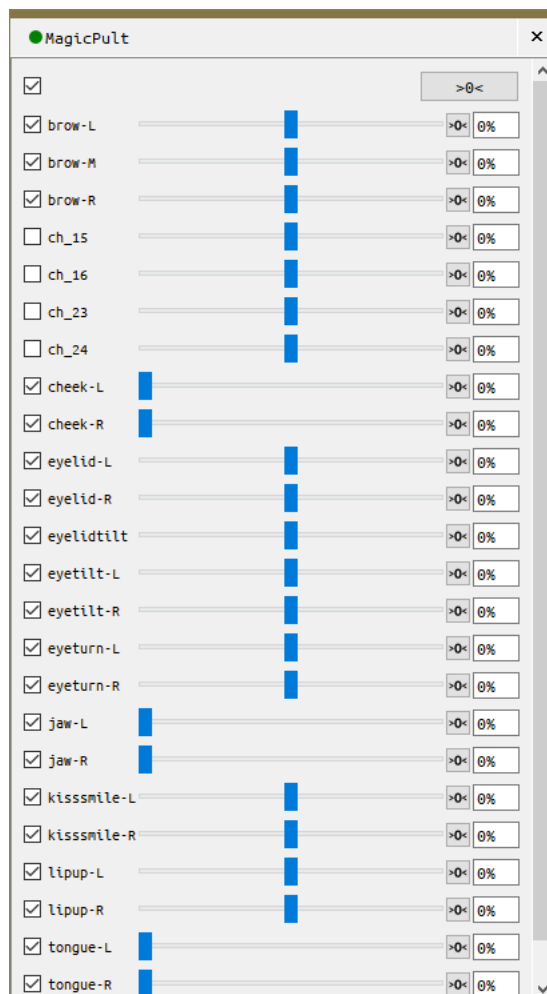 MagicPult
>0<
brow-L >0< 0%
brow-M >0< 0%
brow-R >0< 0%
ch_15 >0< 0%
ch_16 >0< 0%
ch_23 >0< 0%
ch_24 >0< 0%
cheek-L >0< 0%
cheek-R >0< 0%
eyelid-L >0< 0%
eyelid-R >0< 0%
eyelidtilt >0< 0%
eyetilt-L >0< 0%
eyetilt-R >0< 0%
eyeturn-L >0< 0%
eyeturn-R >0< 0%
jaw-L >0< 0%
jaw-R >0< 0%
kisssmile-L >0< 0%
kisssmile-R >0< 0%
lipup-L >0< 0%
lipup-R >0< 0%
tongue-L >0< 0%
tongue-R >0< 0%